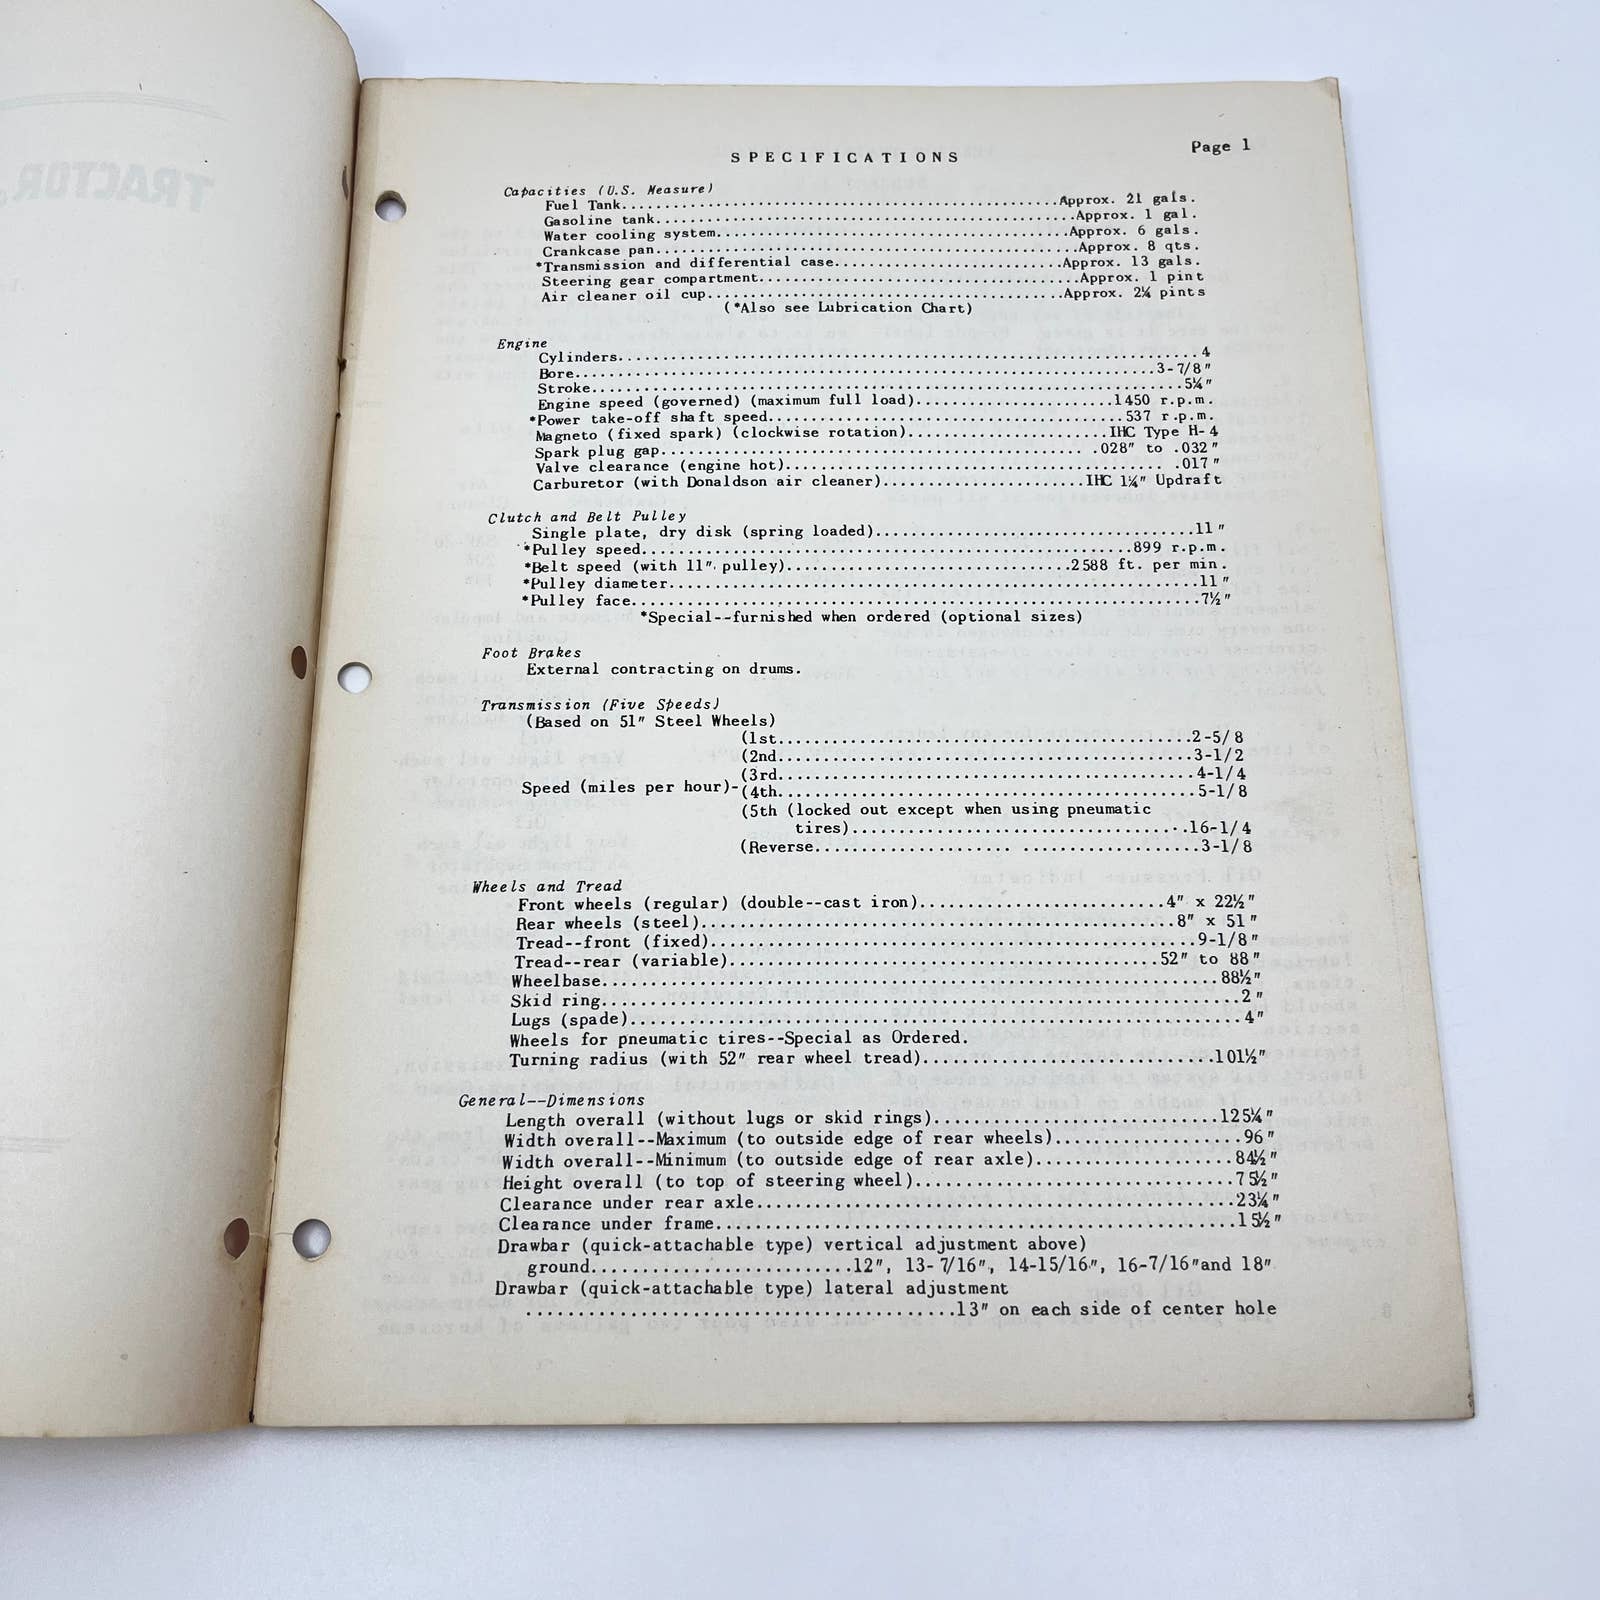 TRACTOR
Page 1
SPECIFICATIONS
Capacities (U.S. Measure)
Fuel Tank..........Approx. 21 gals.
Gasoline tank..........Approx. 1 gal.
Water cooling system..........Approx. 6 gals.
Crankcase pan..........Approx. 8 qts.
*Transmission and differential case..........Approx. 13 gals.
Steering gear compartment..........Approx. 1 pint
Air cleaner oil cup..........Approx. 2¼ pints
(*Also see Lubrication Chart)
Engine
Cylinders..........4
Bore..........3-7/8"
Stroke..........5¼"
Engine speed (governed) (maximum full load)..........1450 r.p.m.
*Power take-off shaft speed..........537 r.p.m.
Magneto (fixed spark) (clockwise rotation)..........IHC Type H-4
Spark plug gap..........028" to .032"
Valve clearance (engine hot).......... .017"
Carburetor (with Donaldson air cleaner)..........IHC 1¼" Updraft
Clutch and Belt Pulley
Single plate, dry disk (spring loaded)..........11"
*Pulley speed..........899 r.p.m.
*Belt speed (with 11" pulley)..........2588 ft. per min.
*Pulley diameter..........11"
*Pulley face..........7½"
*Special--furnished when ordered (optional sizes)
Foot Brakes
External contracting on drums.
Transmission (Five Speeds)
(Based on 51" Steel Wheels)
(1st..........2-5/8
(2nd..........3-1/2
(3rd..........4-1/4
Speed (miles per hour)-(4th..........5-1/8
(5th (locked out except when using pneumatic
tires)..........16-1/4
(Reverse..........3-1/8
Wheels and Tread
Front wheels (regular) (double--cast iron)..........4" x 22½"
Rear wheels (steel)..........8" x 51"
Tread--front (fixed)..........9-1/8"
Tread--rear (variable)..........52" to 88"
Wheelbase..........88½"
Skid ring..........2"
Lugs (spade)..........4"
Wheels for pneumatic tires--Special as Ordered.
Turning radius (with 52" rear wheel tread)..........101½"
General--Dimensions
Length overall (without lugs or skid rings)..........125¼"
Width overall--Maximum (to outside edge of rear wheels)..........96"
Width overall--Minimum (to outside edge of rear axle)..........84½"
Height overall (to top of steering wheel)..........75½"
Clearance under rear axle..........23¼"
Clearance under frame..........15½"
Drawbar (quick-attachable type) vertical adjustment above)
ground..........12", 13-7/16", 14-15/16", 16-7/16"and 18"
Drawbar (quick-attachable type) lateral adjustment
..........13" on each side of center hole